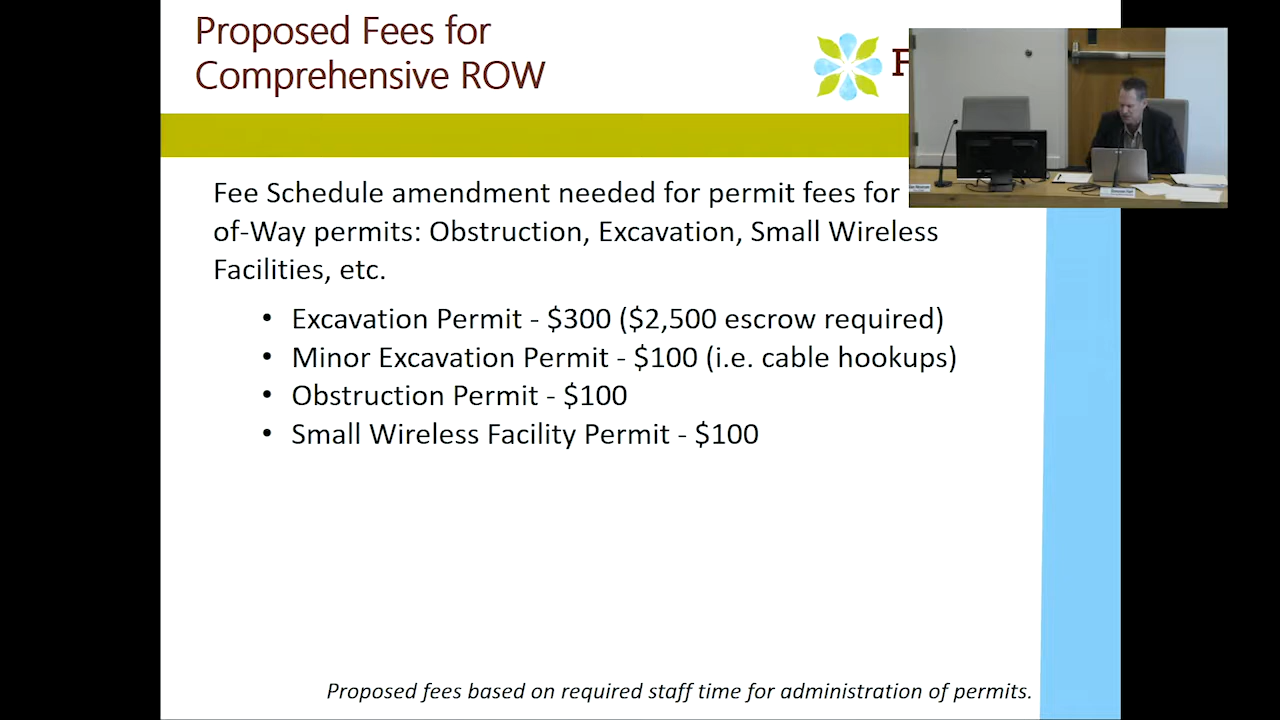 Proposed Fees for
Comprehensive ROW
F
Fee Schedule amendment needed for permit fees for
of-Way permits: Obstruction, Excavation, Small Wireless
Facilities, etc.
• Excavation Permit - $300 ($2,500 escrow required)
• Minor Excavation Permit - $100 (i.e. cable hookups)
• Obstruction Permit - $100
• Small Wireless Facility Permit - $100
Proposed fees based on required staff time for administration of permits.